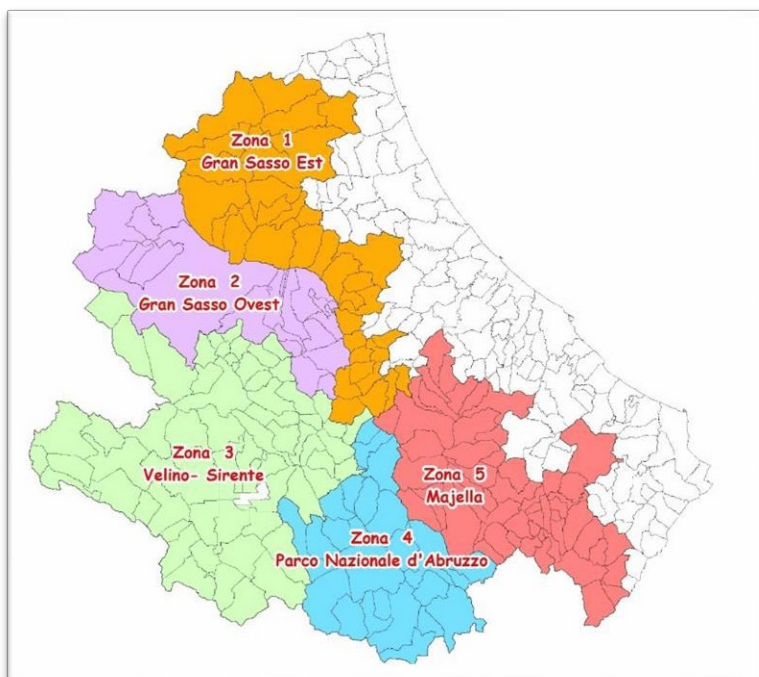 Zona 1
Gran Sasso Est
Zona 2
Gran Sasso Ovest
Zona 3
Velino- Sirente
Zona 4
Parco Nazionale d'Abruzzo
Zona 5
Majella